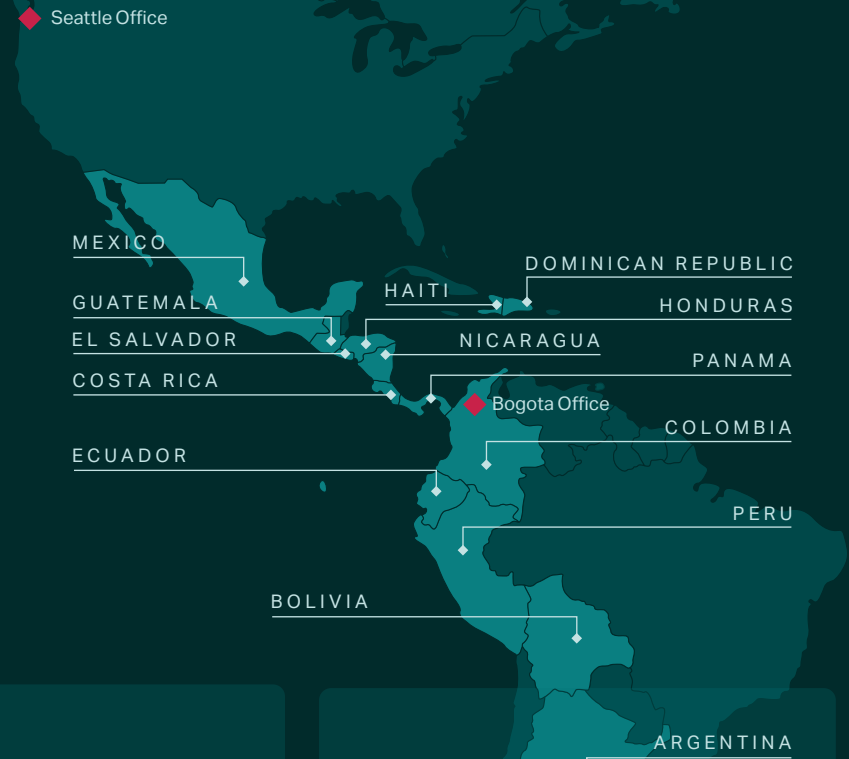 Seattle Office
MEXICO
DOMINICAN REPUBLIC
HAITI
GUATEMALA
HONDURAS
EL SALVADOR
NICARAGUA
PANAMA
COSTA RICA
Bogota Office
COLOMBIA
ECUADOR
PERU
BOLIVIA
ARGENTINA